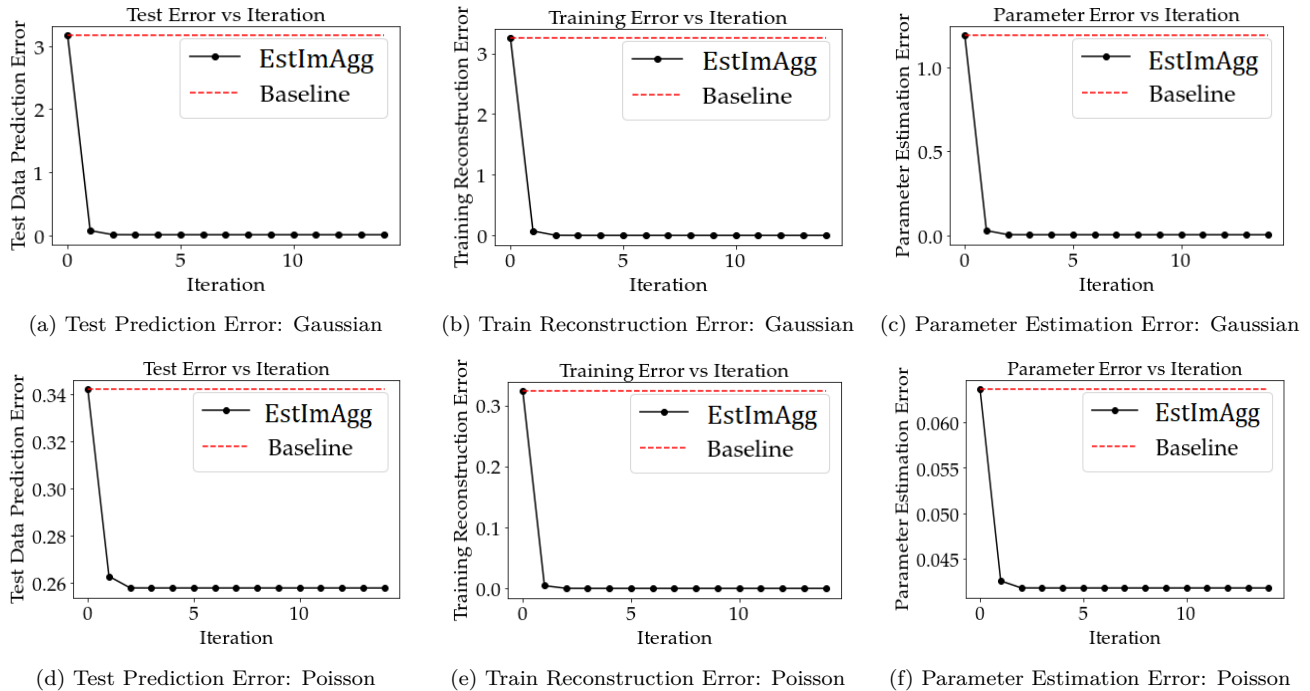 Test Error vs Iteration
Test Data Prediction Error
3
2
1
0
EstImAgg
Baseline
0
5
10
Iteration
(a) Test Prediction Error: Gaussian
Training Error vs Iteration
Training Reconstruction Error
3
2
1
0
EstImAgg
Baseline
0
5
10
Iteration
(b) Train Reconstruction Error: Gaussian
Parameter Error vs Iteration
Parameter Estimation Error
1.0
0.5
0.0
EstImAgg
Baseline
0
5
10
Iteration
(c) Parameter Estimation Error: Gaussian
Test Error vs Iteration
Test Data Prediction Error
0.34
0.32
0.30
0.28
0.26
EstImAgg
Baseline
0
5
10
Iteration
(d) Test Prediction Error: Poisson
Training Error vs Iteration
Training Reconstruction Error
0.3
0.2
0.1
0.0
EstImAgg
Baseline
0
5
10
Iteration
(e) Train Reconstruction Error: Poisson
Parameter Error vs Iteration
Parameter Estimation Error
0.060
0.055
0.050
0.045
EstImAgg
Baseline
0
5
10
Iteration
(f) Parameter Estimation Error: Poisson